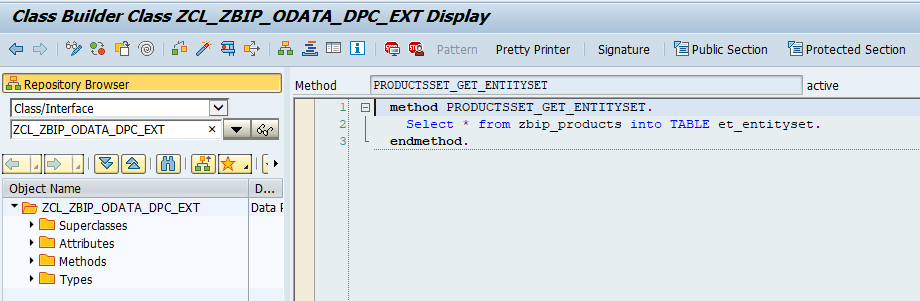 Class Builder Class ZCL_ZBIP_ODATA_DPC_EXT Display
Pattern Pretty Printer Signature Public Section Protected Section
Repository Browser
Method PRODUCTSSET_GET_ENTITYSET active
Class/Interface
ZCL_ZBIP_ODATA_DPC_EXT
1 method PRODUCTSSET_GET_ENTITYSET.
2 Select * from zbip_products into TABLE et_entityset.
3 endmethod.
Object Name D...
ZCL_ZBIP_ODATA_DPC_EXT Data P
Superclasses
Attributes
Methods
Types